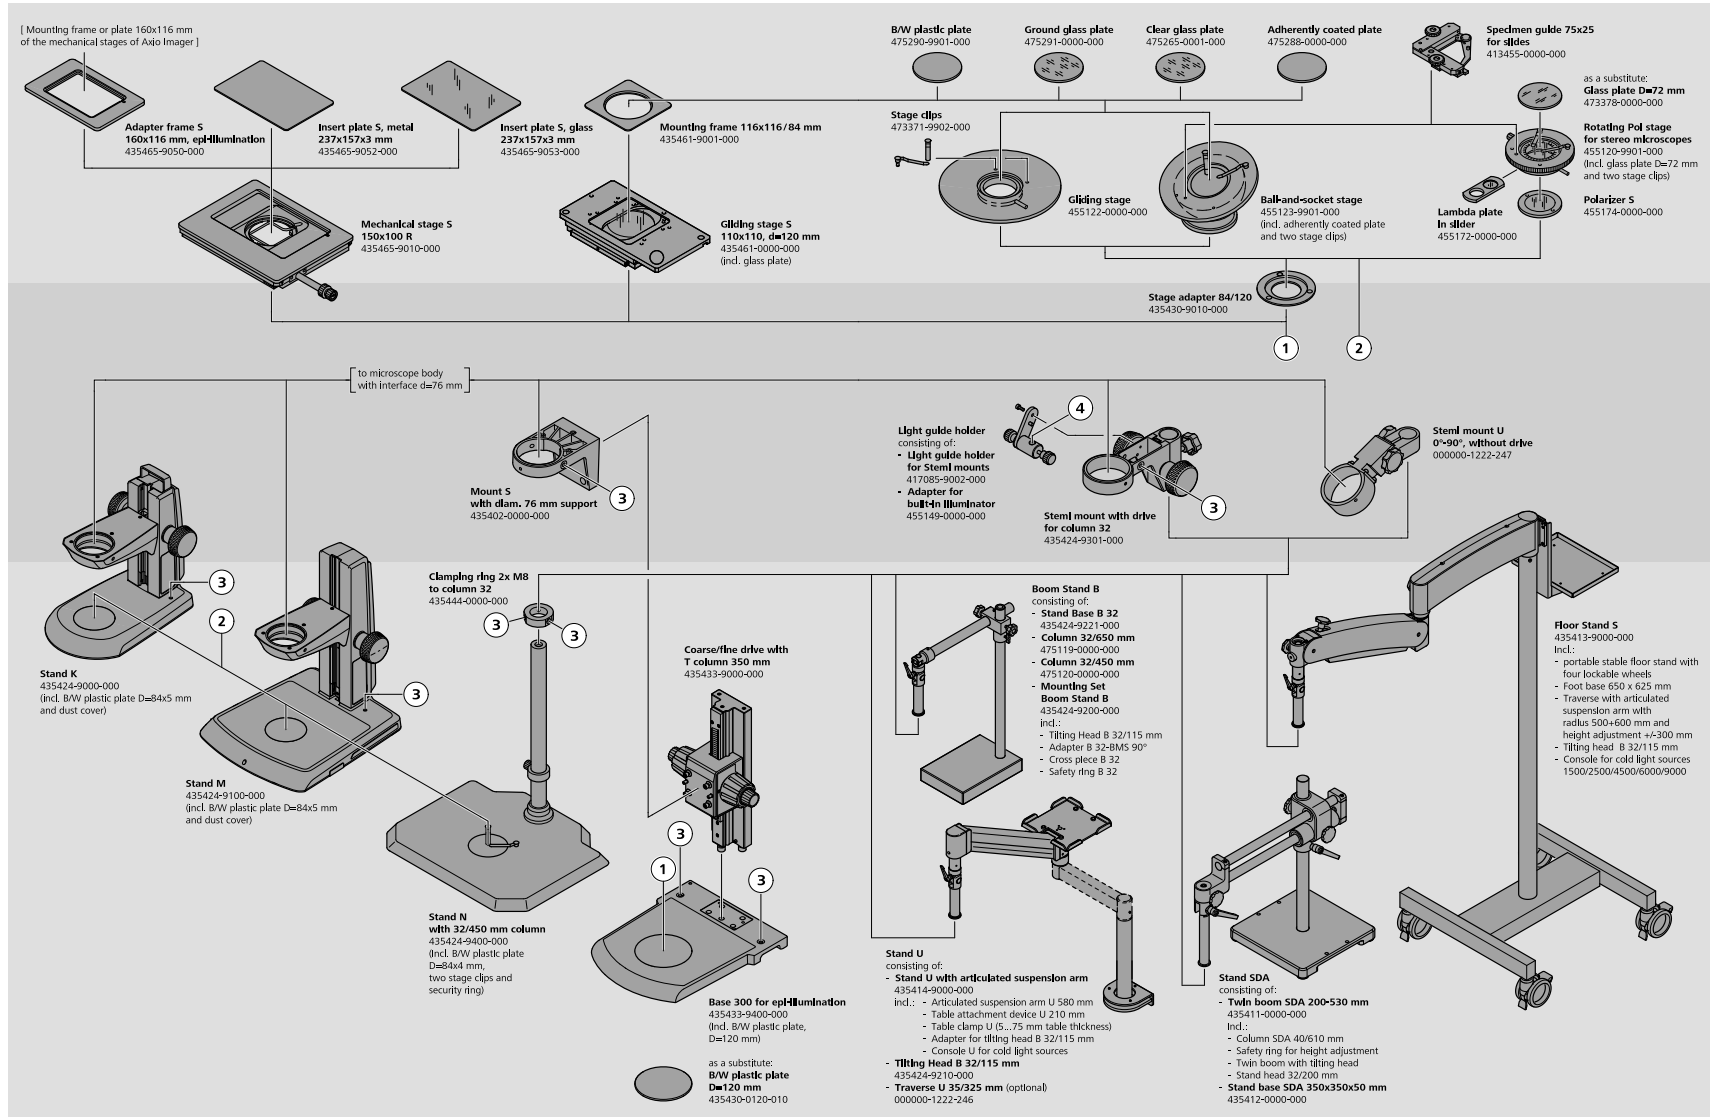 [ Mounting frame or plate 160x116 mm
of the mechanical stages of Axio Imager ]
Adapter frame S
160x116 mm, epi-illumination
435465-9050-000
Insert plate S, metal
237x157x3 mm
435465-9052-000
Insert plate S, glass
237x157x3 mm
435465-9053-000
Mounting frame 116x116/84 mm
435461-9001-000
B/W plastic plate
475290-9901-000
Ground glass plate
475291-0000-000
Clear glass plate
475265-0001-000
Adherently coated plate
475288-0000-000
Specimen guide 75x25
for slides
413455-0000-000
as a substitute:
Glass plate D=72 mm
473378-0000-000
Stage clips
473371-9902-000
Rotating Pol stage
for stereo microscopes
455120-9901-000
(incl. glass plate D=72 mm
and two stage clips)
Mechanical stage S
150x100 R
435465-9010-000
Gliding stage S
110x110, d=120 mm
435461-0000-000
(incl. glass plate)
Gliding stage
455122-0000-000
Ball-and-socket stage
455123-9901-000
(incl. adherently coated plate
and two stage clips)
Lambda plate
in slider
455172-0000-000
Polarizer S
455174-0000-000
Stage adapter 84/120
435430-9010-000
1
2
[ to microscope body
with interface d=76 mm ]
Mount S
with diam. 76 mm support
435402-0000-000
3
Light guide holder
consisting of:
- Light guide holder
for Stemi mounts
417085-9002-000
- Adapter for
built-in illuminator
455149-0000-000
4
3
Stemi mount with drive
for column 32
435424-9301-000
Stemi mount U
0°-90°, without drive
000000-1222-247
3
2
Stand K
435424-9000-000
(incl. B/W plastic plate D=84x5 mm
and dust cover)
3
Stand M
435424-9100-000
(incl. B/W plastic plate D=84x5 mm
and dust cover)
Clamping ring 2x M8
to column 32
435444-0000-000
3
3
Stand N
with 32/450 mm column
435424-9400-000
(Incl. B/W plastic plate
D=84x4 mm,
two stage clips and
security ring)
Coarse/fine drive with
T column 350 mm
435433-9000-000
3
1
3
Base 300 for epi-illumination
435433-9400-000
(Incl. B/W plastic plate,
D=120 mm)
as a substitute:
B/W plastic plate
D=120 mm
435430-0120-010
Boom Stand B
consisting of:
- Stand Base B 32
435424-9221-000
- Column 32/650 mm
475119-0000-000
- Column 32/450 mm
475120-0000-000
- Mounting Set
Boom Stand B
435424-9200-000
incl.:
- Tilting Head B 32/115 mm
- Adapter B 32-BMS 90°
- Cross piece B 32
- Safety ring B 32
Stand U
consisting of:
- Stand U with articulated suspension arm
435414-9000-000
incl.: - Articulated suspension arm U 580 mm
- Table attachment device U 210 mm
- Table clamp U (5...75 mm table thickness)
- Adapter for tilting head B 32/115 mm
- Console U for cold light sources
- Tilting Head B 32/115 mm
435424-9210-000
- Traverse U 35/325 mm (optional)
000000-1222-246
Stand SDA
consisting of:
- Twin boom SDA 200-530 mm
435411-0000-000
Incl.:
- Column SDA 40/610 mm
- Safety ring for height adjustment
- Twin boom with tilting head
- Stand head 32/200 mm
- Stand base SDA 350x350x50 mm
435412-0000-000
Floor Stand S
435413-9000-000
Incl.:
- portable stable floor stand with
four lockable wheels
- Foot base 650 x 625 mm
- Traverse with articulated
suspension arm with
radius 500+600 mm and
height adjustment +/-300 mm
- Tilting head B 32/115 mm
- Console for cold light sources
1500/2500/4500/6000/9000